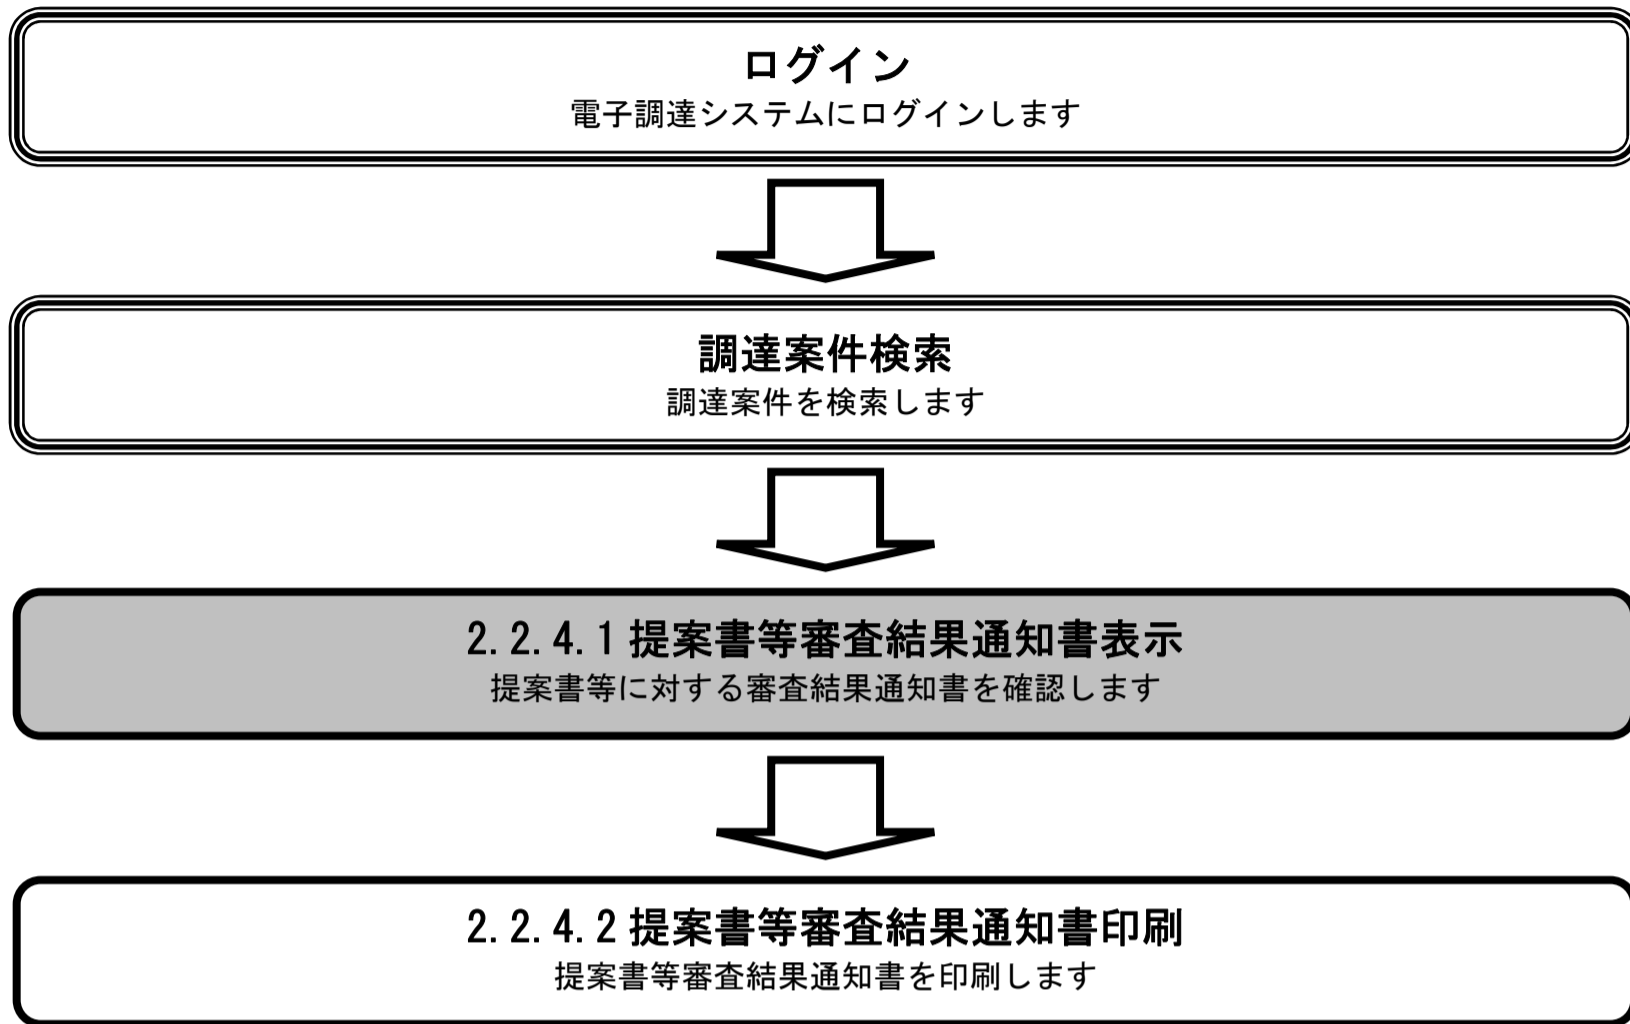 ログイン
電子調達システムにログインします
調達案件検索
調達案件を検索します
2.2.4.1 提案書等審査結果通知書表示
提案書等に対する審査結果通知書を確認します
2.2.4.2 提案書等審査結果通知書印刷
提案書等審査結果通知書を印刷します